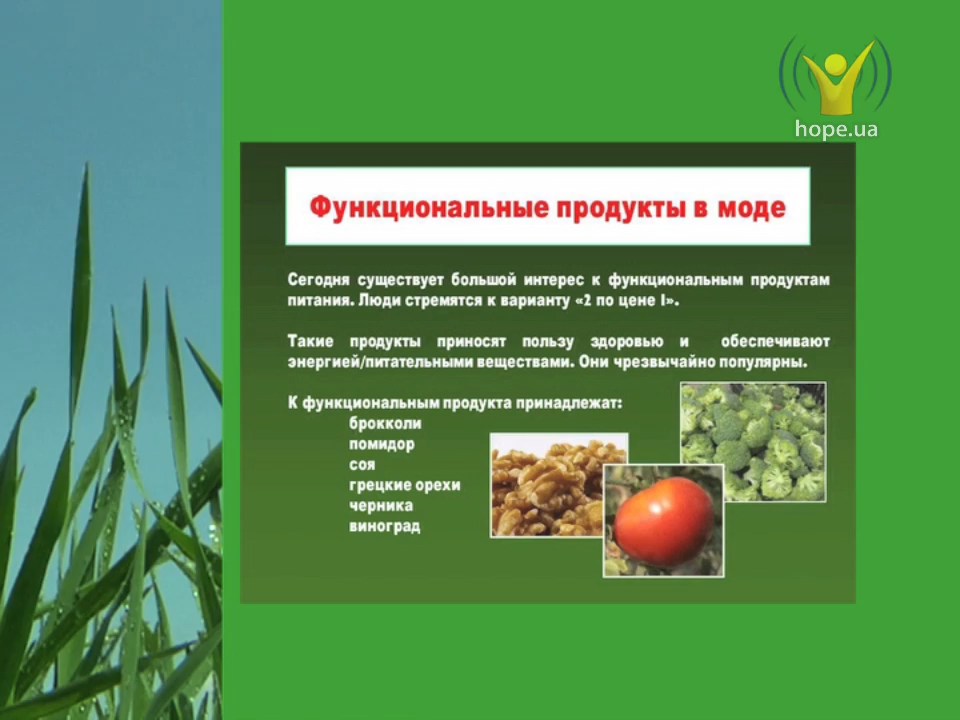 hope.ua
Функциональные продукты в моде
Сегодня существует большой интерес к функциональным продуктам
питания. Люди стремятся к варианту «2 по цене 1».
Такие продукты приносят пользу здоровью и обеспечивают
энергией/питательными веществами. Они чрезвычайно популярны.
К функциональным продукта принадлежат:
брокколи
помидор
соя
грецкие орехи
черника
виноград